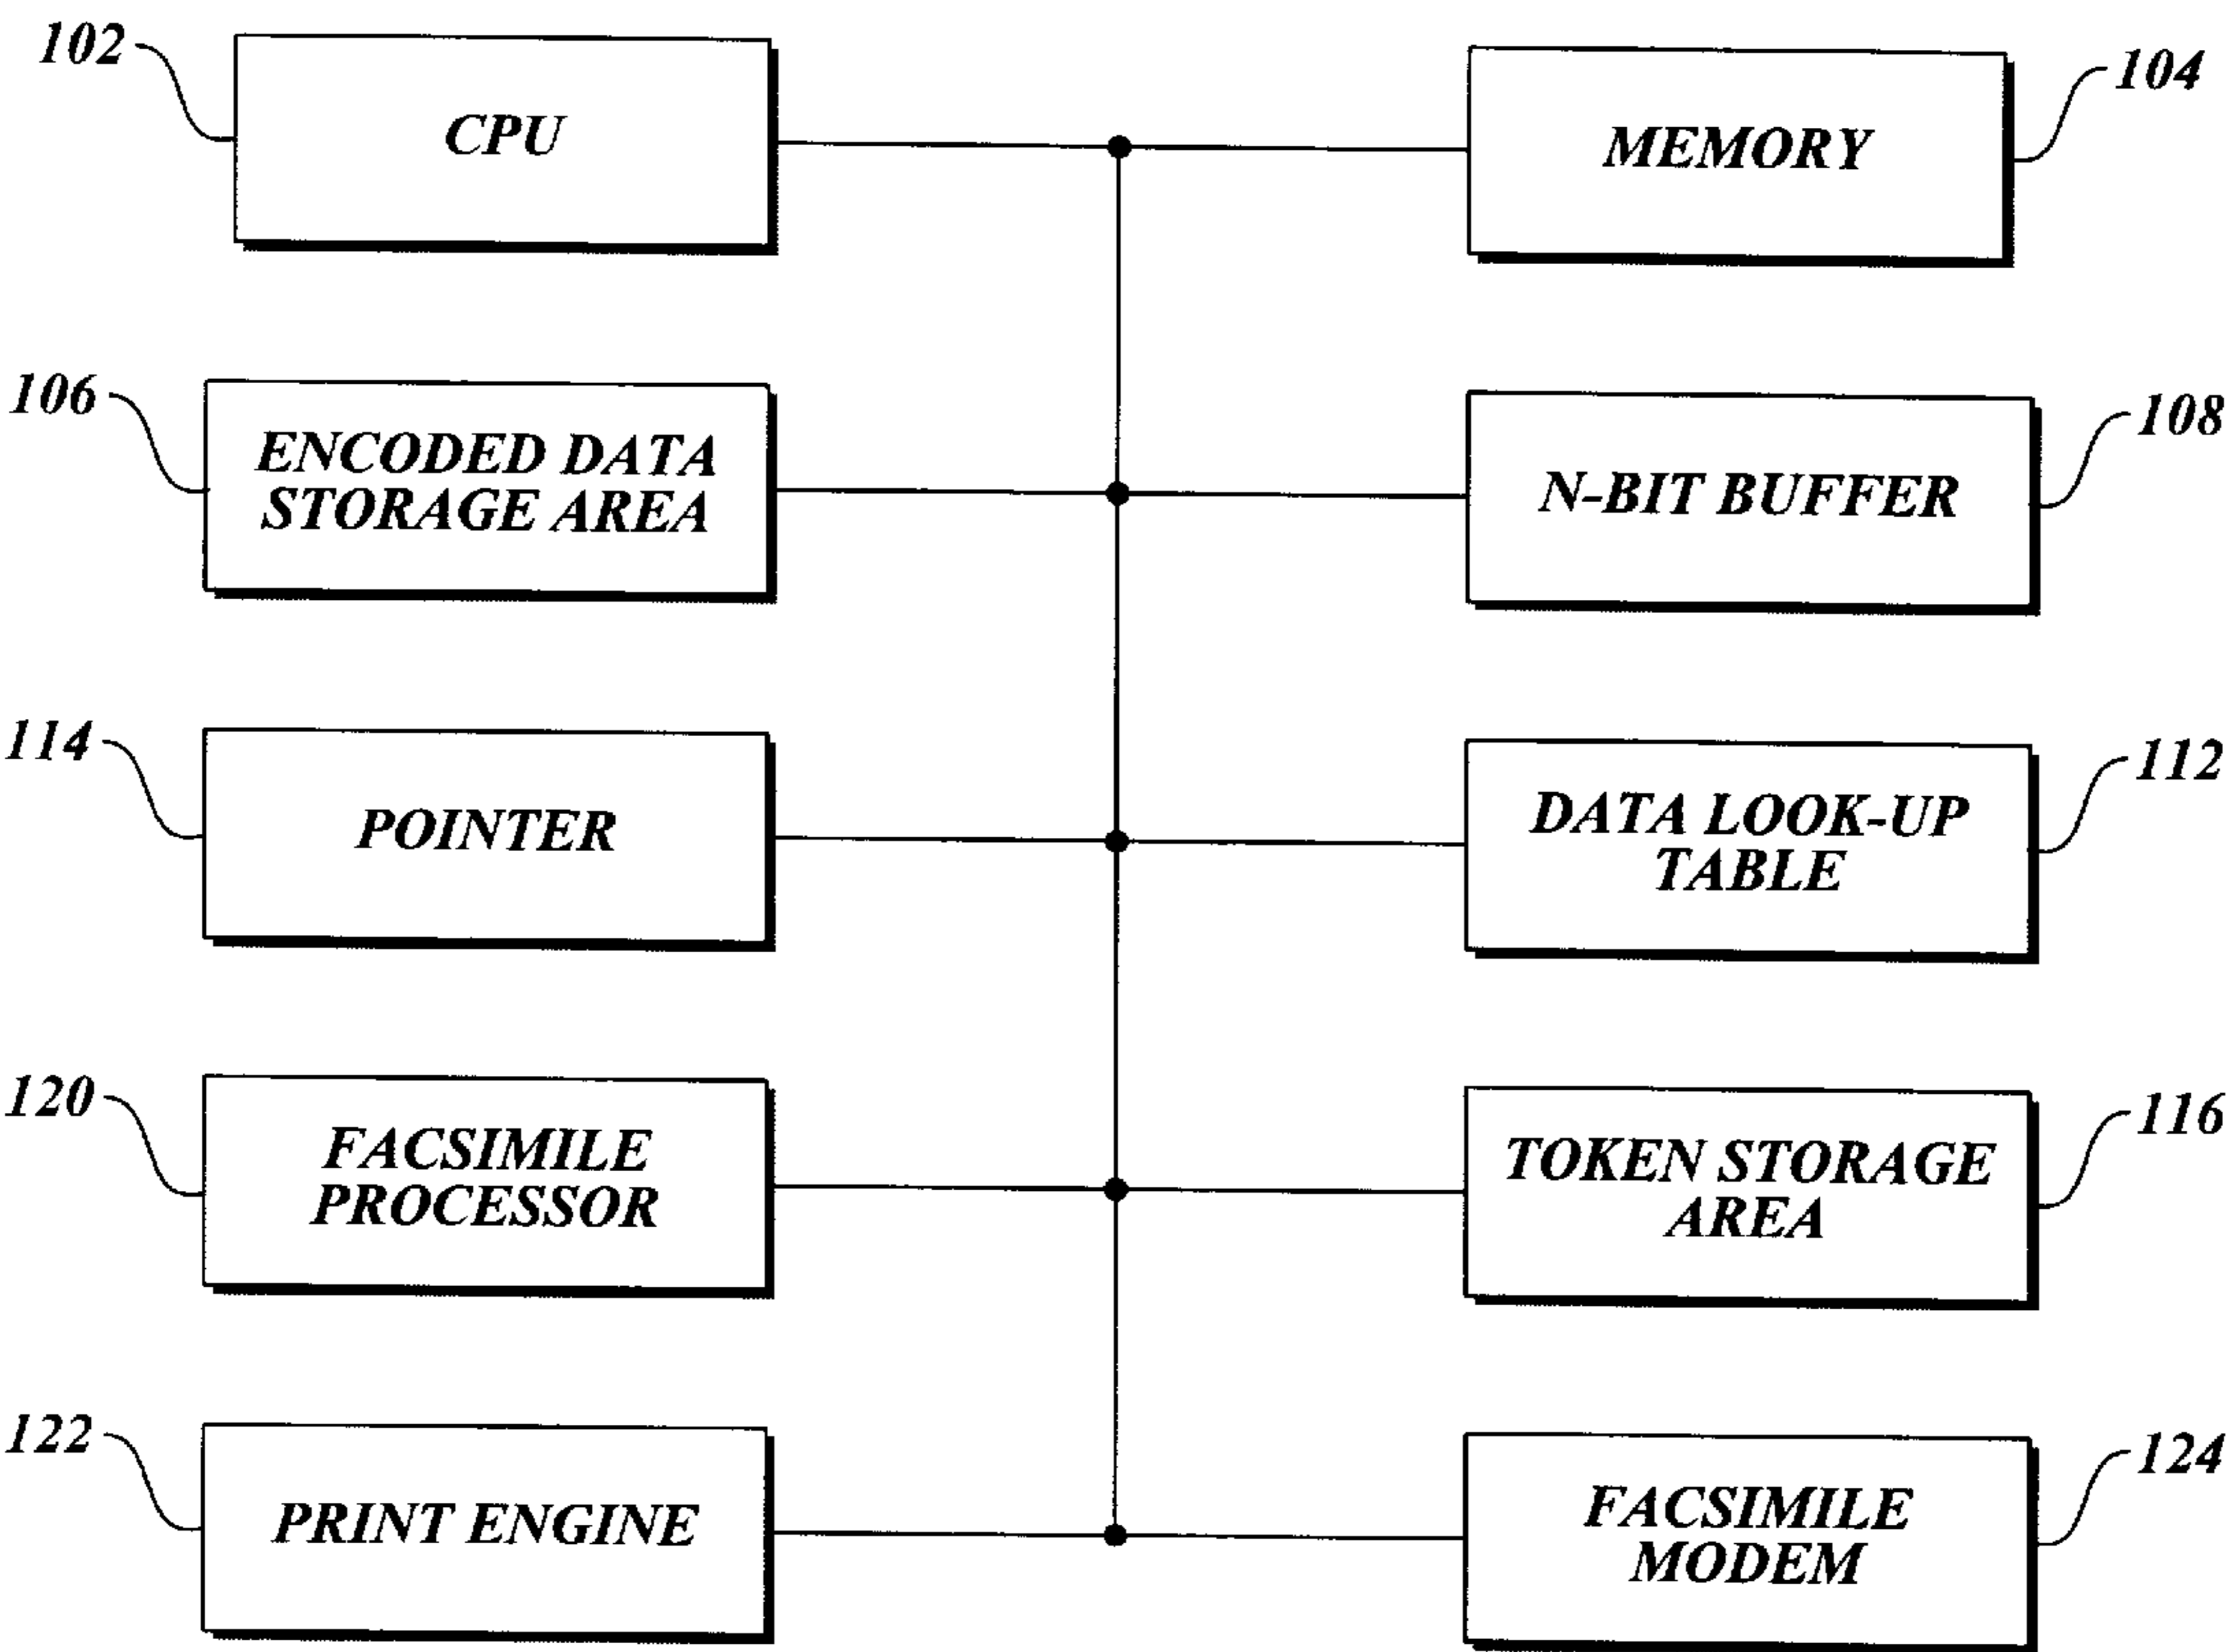 102
CPU
MEMORY
104
106
ENCODED DATA
STORAGE AREA
N-BIT BUFFER
108
114
POINTER
DATA LOOK-UP
TABLE
112
120
FACSIMILE
PROCESSOR
TOKEN STORAGE
AREA
116
122
PRINT ENGINE
FACSIMILE
MODEM
124